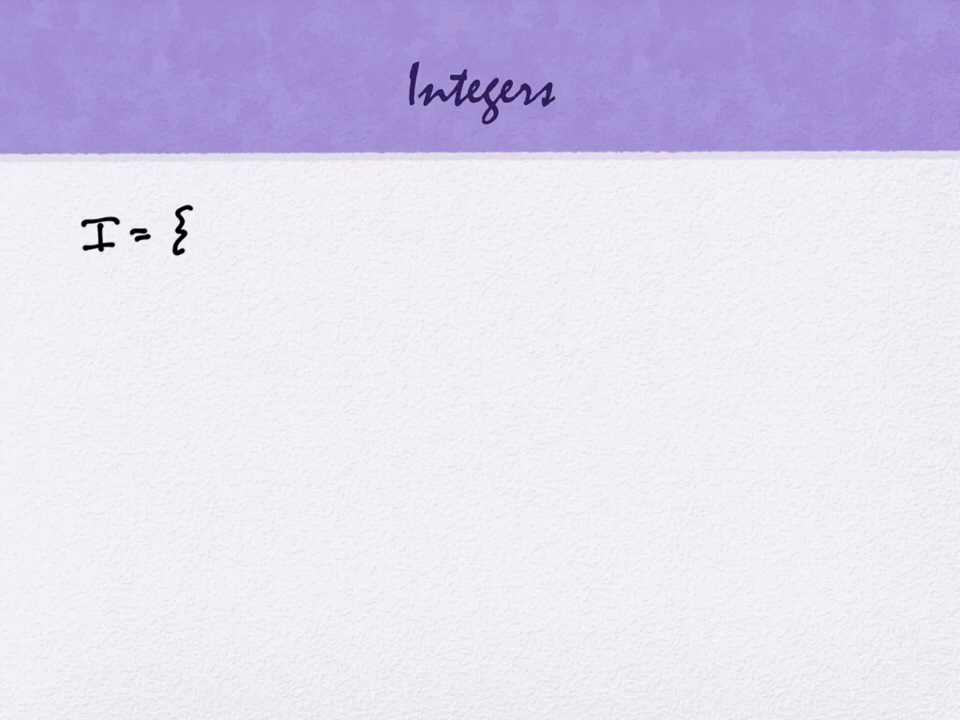 Integers
I = {